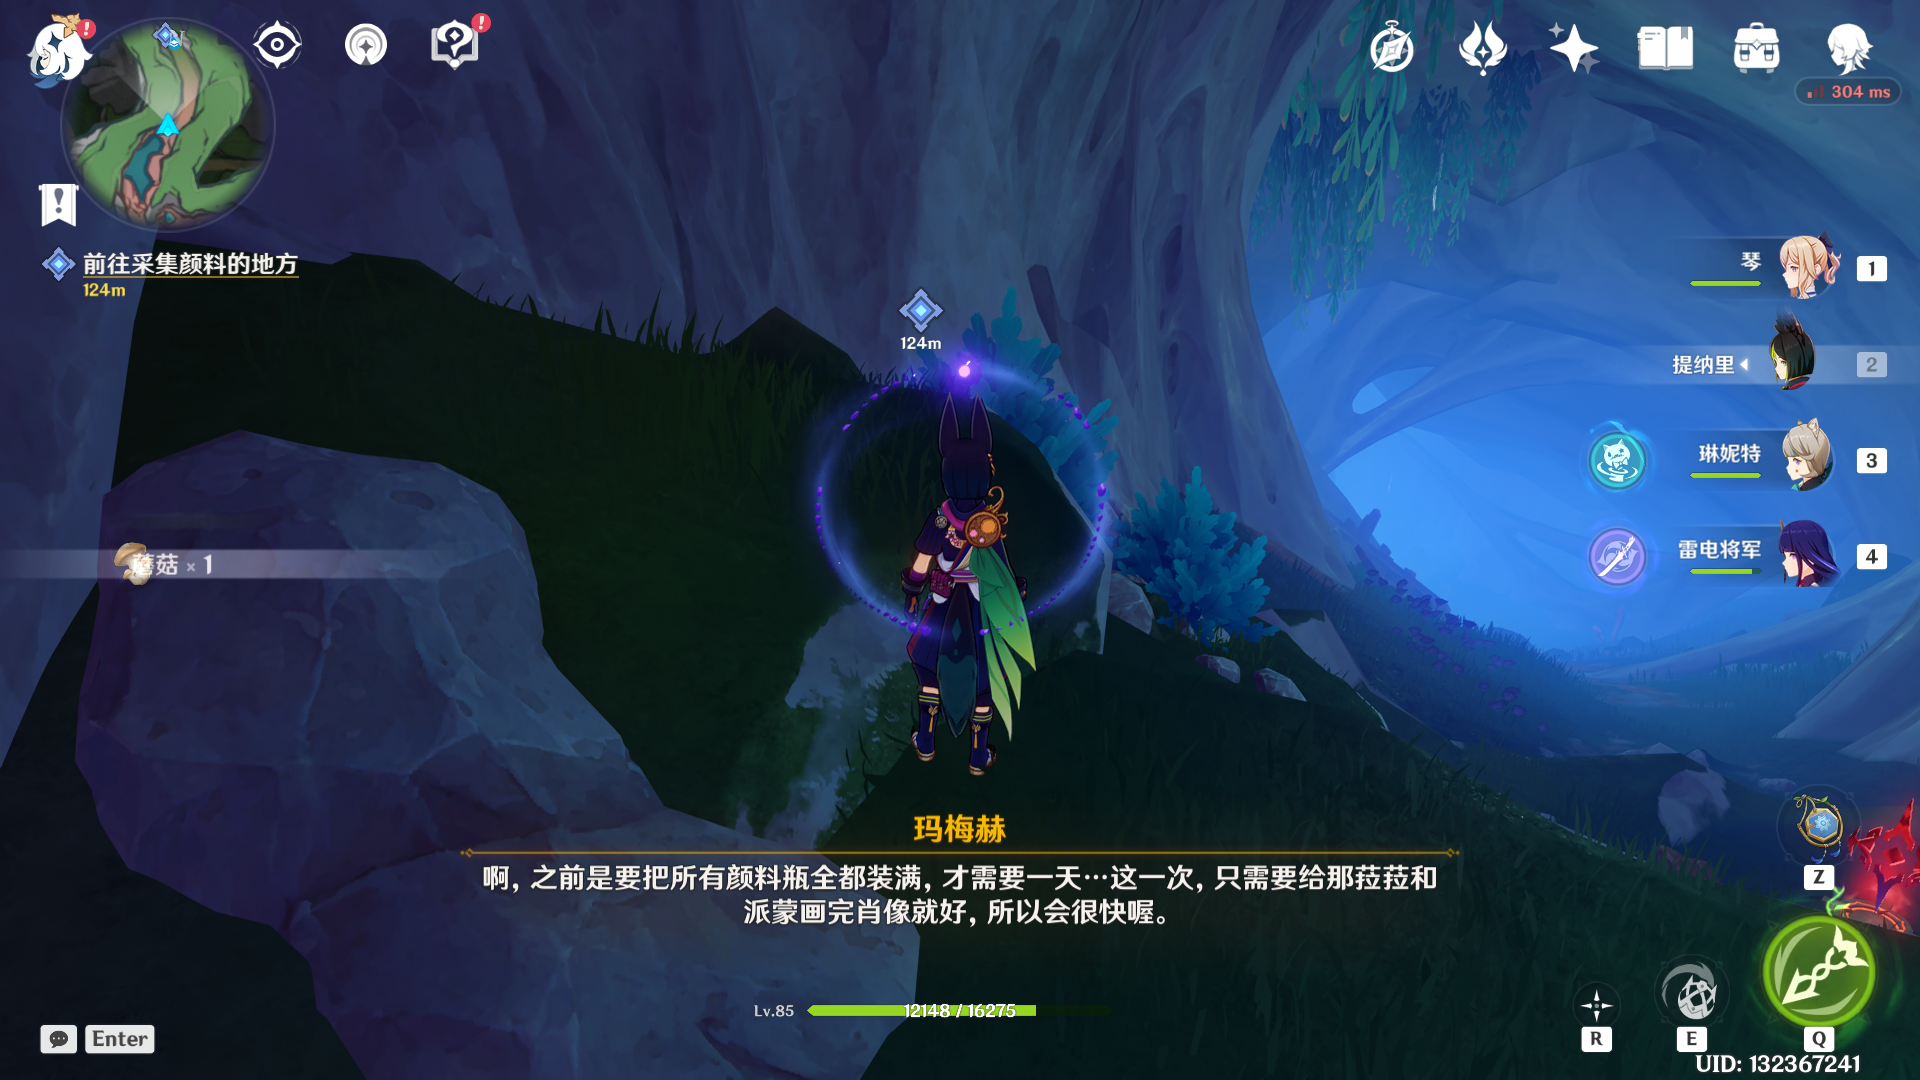 304 ms
前往采集颜料的地方
124m
124m
琴
1
提纳里
2
琳妮特
3
雷电将军
4
蘑菇 × 1
玛梅赫
啊, 之前是要把所有颜料瓶全都装满, 才需要一天…这一次, 只需要给那菈菈和
派蒙画完肖像就好, 所以会很快喔。
Z
Lv.85
12148 / 16275
Enter
R
E
Q
UID: 132367241